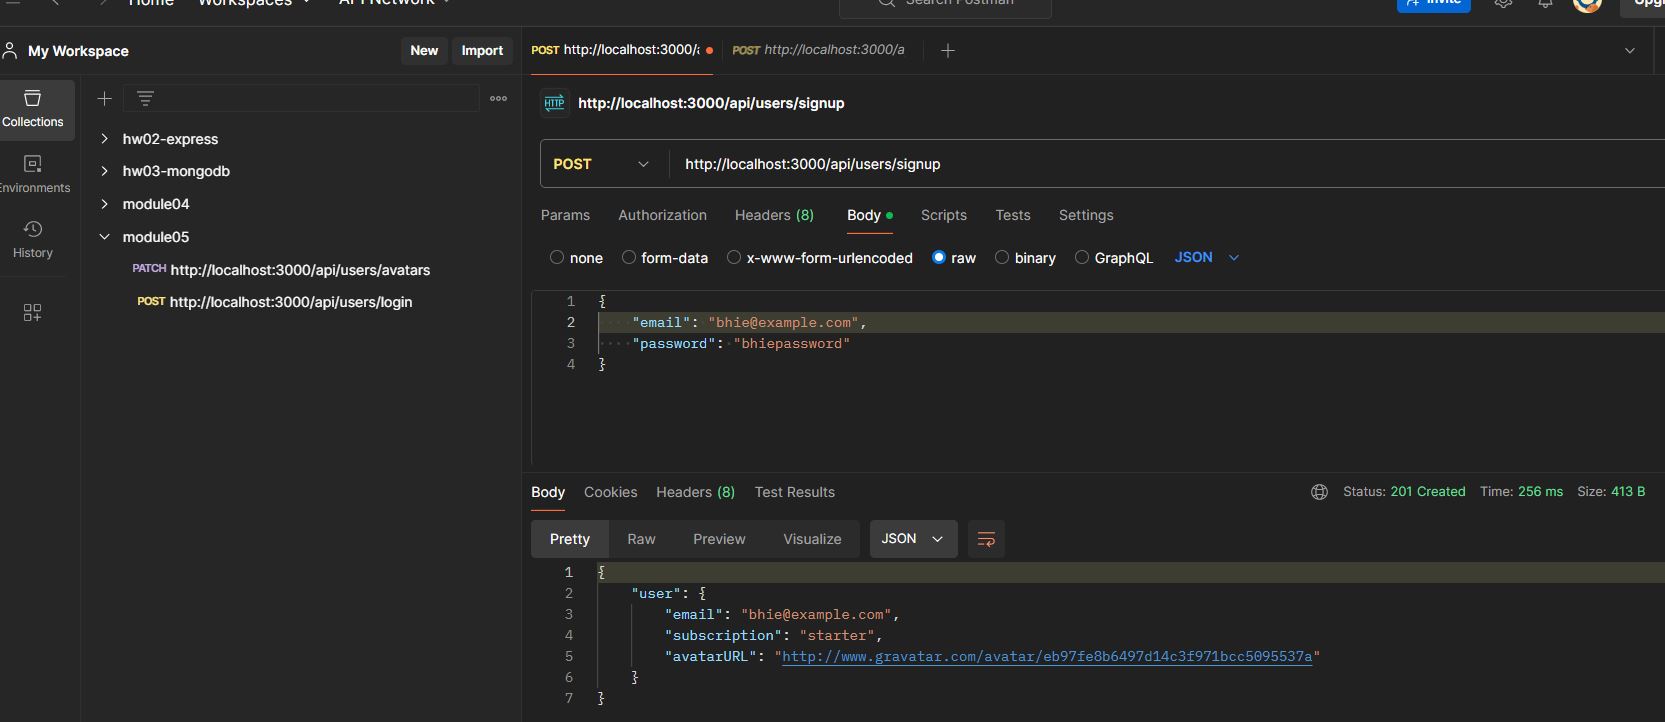 Home Workspaces API Network Search Postman Invite
My Workspace New Import
POST http://localhost:3000/a POST http://localhost:3000/a
Collections
Environments
History
hw02-express
hw03-mongodb
module04
module05
PATCH http://localhost:3000/api/users/avatars
POST http://localhost:3000/api/users/login
HTTP http://localhost:3000/api/users/signup
POST http://localhost:3000/api/users/signup
Params Authorization Headers (8) Body Scripts Tests Settings
none form-data x-www-form-urlencoded raw binary GraphQL JSON
1 {
2 "email": "bhie@example.com",
3 "password": "bhiepassword"
4 }
Body Cookies Headers (8) Test Results Status: 201 Created Time: 256 ms Size: 413 B
Pretty Raw Preview Visualize JSON
1 {
2 "user": {
3 "email": "bhie@example.com",
4 "subscription": "starter",
5 "avatarURL": "http://www.gravatar.com/avatar/eb97fe8b6497d14c3f971bcc5095537a"
6 }
7 }